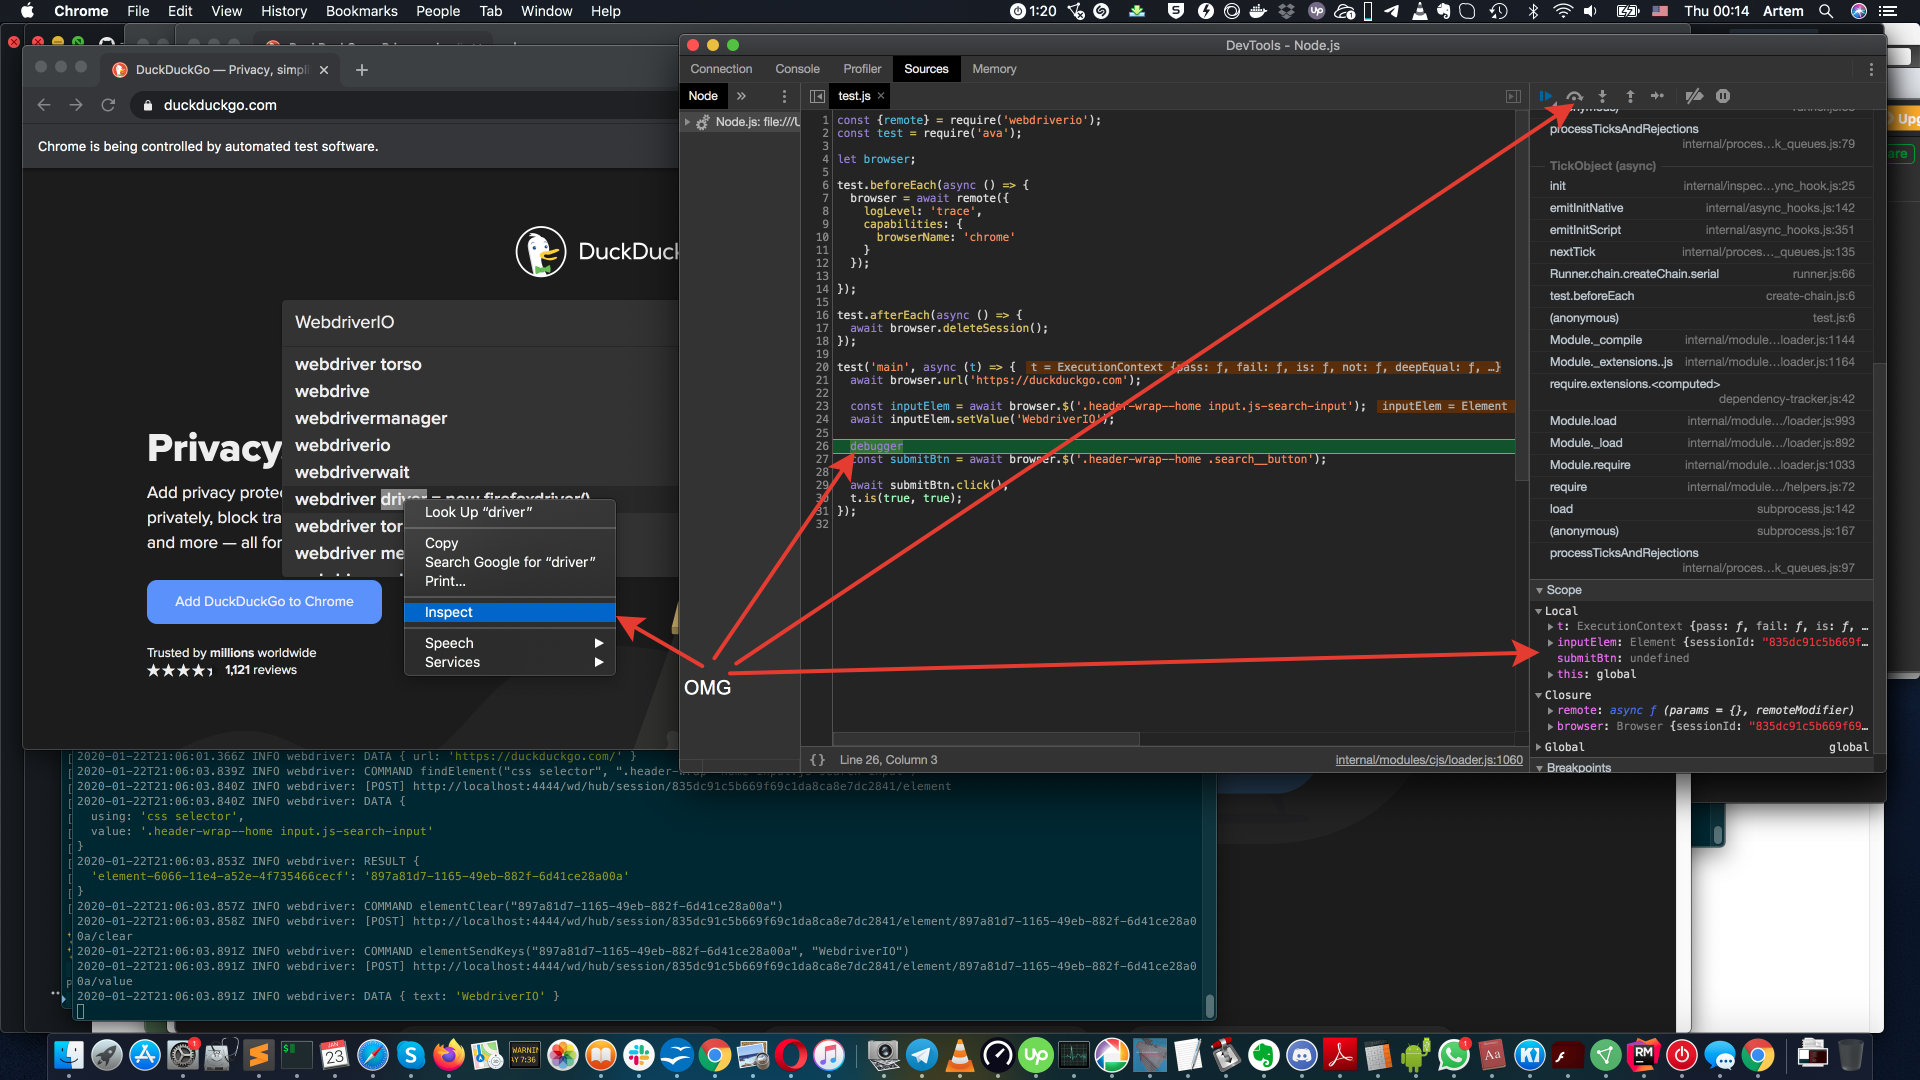 Chrome File Edit View History Bookmarks People Tab Window Help
1:20 Thu 00:14 Artem
DuckDuckGo — Privacy, simpli
duckduckgo.com
Chrome is being controlled by automated test software.
DuckDuck
WebdriverIO
webdriver torso
webdrive
webdrivermanager
webdriverio
webdriverwait
webdriver driver = new firefoxdriver()
webdriver tor
webdriver me
Privacy,
Add privacy prote
privately, block tra
and more — all for
Add DuckDuckGo to Chrome
Trusted by millions worldwide
1,121 reviews
Look Up “driver”
Copy
Search Google for “driver”
Print...
Inspect
Speech
Services
OMG
DevTools - Node.js
Connection Console Profiler Sources Memory
Node » test.js ×
Node.js: file:///U
1 const {remote} = require('webdriverio');
2 const test = require('ava');
3
4 let browser;
5
6 test.beforeEach(async () => {
7 browser = await remote({
8 logLevel: 'trace',
9 capabilities: {
10 browserName: 'chrome'
11 }
12 });
13
14 });
15
16 test.afterEach(async () => {
17 await browser.deleteSession();
18 });
19
20 test('main', async (t) => { t = ExecutionContext {pass: ƒ, fail: ƒ, is: ƒ, not: ƒ, deepEqual: ƒ, …}
21 await browser.url('https://duckduckgo.com');
22
23 const inputElem = await browser.$('.header-wrap--home input.js-search-input'); inputElem = Element
24 await inputElem.setValue('WebdriverIO');
25
26 debugger
27 const submitBtn = await browser.$('.header-wrap--home .search__button');
28
29 await submitBtn.click();
30 t.is(true, true);
31 });
32
{} Line 26, Column 3 internal/modules/cjs/loader.js:1060
processTicksAndRejections
internal/proces…k_queues.js:79
TickObject (async)
init internal/inspec…ync_hook.js:25
emitInitNative internal/async_hooks.js:142
emitInitScript internal/async_hooks.js:351
nextTick internal/proces…_queues.js:135
Runner.chain.createChain.serial runner.js:66
test.beforeEach create-chain.js:6
(anonymous) test.js:6
Module._compile internal/module…loader.js:1144
Module._extensions..js internal/module…loader.js:1164
require.extensions.<computed>
dependency-tracker.js:42
Module.load internal/module…loader.js:993
Module._load internal/module…loader.js:892
Module.require internal/module…loader.js:1033
require internal/module…/helpers.js:72
load subprocess.js:142
(anonymous) subprocess.js:167
processTicksAndRejections
internal/proces…k_queues.js:97
Scope
Local
t: ExecutionContext {pass: ƒ, fail: ƒ, is: ƒ, …
inputElem: Element {sessionId: "835dc91c5b669f…
submitBtn: undefined
this: global
Closure
remote: async ƒ (params = {}, remoteModifier)
browser: Browser {sessionId: "835dc91c5b669f69…
Global global
Breakpoints
Upg
are
2020-01-22T21:06:01.366Z INFO webdriver: DATA { url: 'https://duckduckgo.com/' }
2020-01-22T21:06:03.839Z INFO webdriver: COMMAND findElement("css selector", ".header-wrap--home input.js-search-input")
2020-01-22T21:06:03.840Z INFO webdriver: [POST] http://localhost:4444/wd/hub/session/835dc91c5b669f69c1da8ca8e7dc2841/element
2020-01-22T21:06:03.840Z INFO webdriver: DATA {
using: 'css selector',
value: '.header-wrap--home input.js-search-input'
}
2020-01-22T21:06:03.853Z INFO webdriver: RESULT {
'element-6066-11e4-a52e-4f735466cecf': '897a81d7-1165-49eb-882f-6d41ce28a00a'
}
2020-01-22T21:06:03.857Z INFO webdriver: COMMAND elementClear("897a81d7-1165-49eb-882f-6d41ce28a00a")
2020-01-22T21:06:03.858Z INFO webdriver: [POST] http://localhost:4444/wd/hub/session/835dc91c5b669f69c1da8ca8e7dc2841/element/897a81d7-1165-49eb-882f-6d41ce28a0
0a/clear
2020-01-22T21:06:03.891Z INFO webdriver: COMMAND elementSendKeys("897a81d7-1165-49eb-882f-6d41ce28a00a", "WebdriverIO")
2020-01-22T21:06:03.891Z INFO webdriver: [POST] http://localhost:4444/wd/hub/session/835dc91c5b669f69c1da8ca8e7dc2841/element/897a81d7-1165-49eb-882f-6d41ce28a0
0a/value
2020-01-22T21:06:03.891Z INFO webdriver: DATA { text: 'WebdriverIO' }